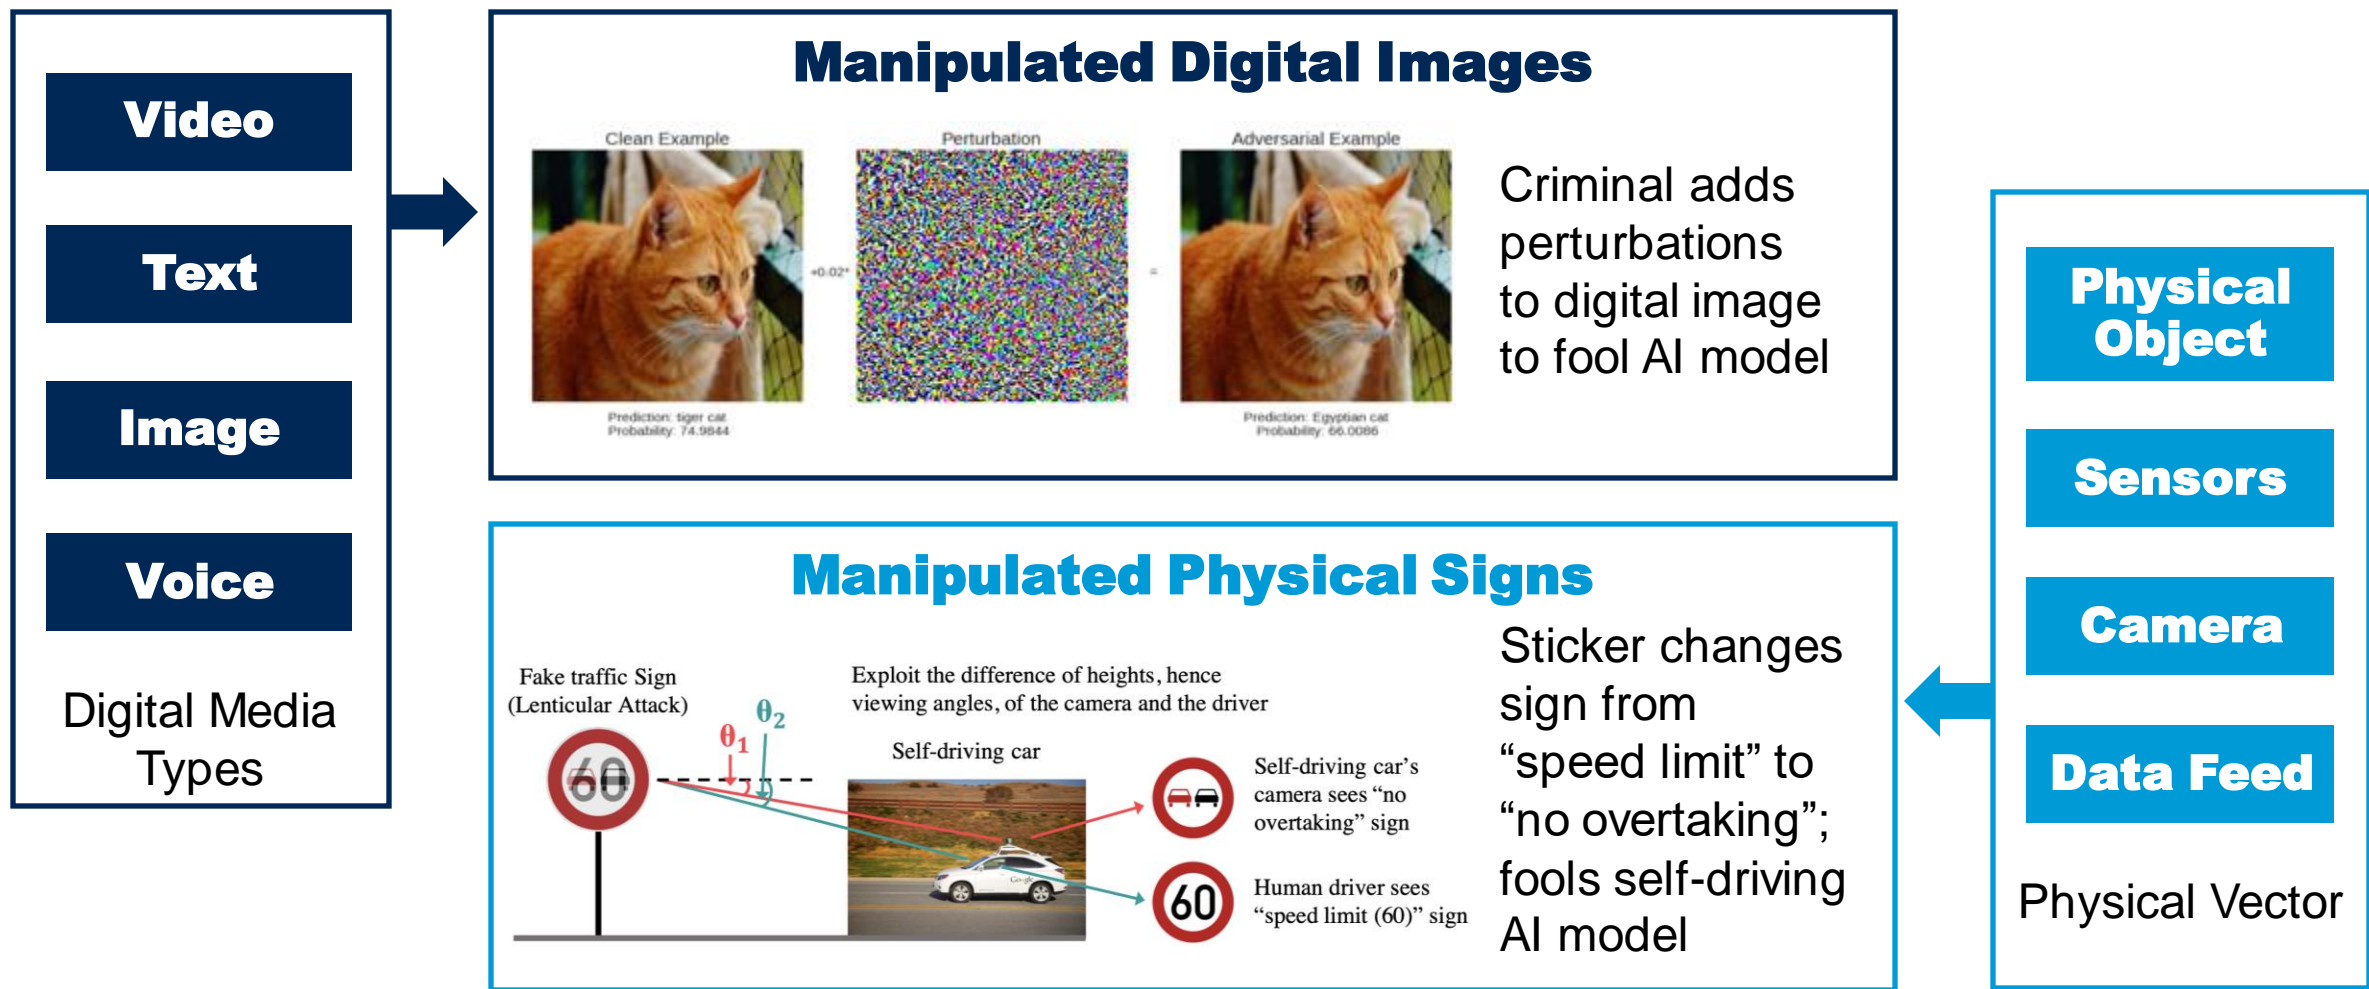 Video
Text
Image
Voice
Digital Media
Types
Manipulated Digital Images
Clean Example
Perturbation
Adversarial Example
+0.02*
=
Prediction: tiger cat
Probability: 74.9844
Prediction: Egyptian cat
Probability: 66.0086
Criminal adds
perturbations
to digital image
to fool AI model
Manipulated Physical Signs
Fake traffic Sign
(Lenticular Attack)
60
θ1
θ2
Exploit the difference of heights, hence
viewing angles, of the camera and the driver
Self-driving car
Google
Self-driving car’s
camera sees “no
overtaking” sign
60
Human driver sees
“speed limit (60)” sign
Sticker changes
sign from
“speed limit” to
“no overtaking”;
fools self-driving
AI model
Physical
Object
Sensors
Camera
Data Feed
Physical Vector